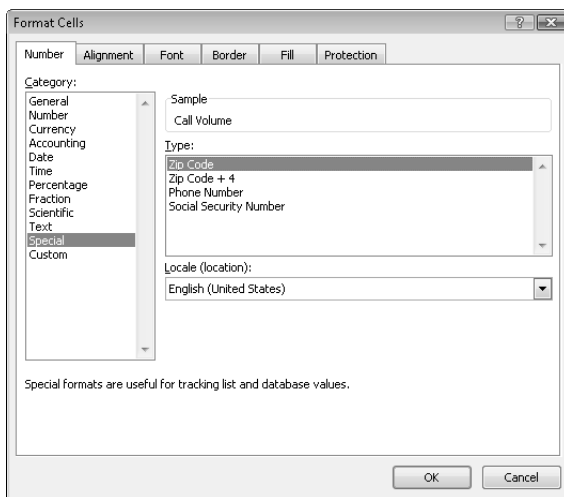 Format Cells
Number Alignment Font Border Fill Protection
Category:
General
Number
Currency
Accounting
Date
Time
Percentage
Fraction
Scientific
Text
Special
Custom
Sample
Call Volume
Type:
Zip Code
Zip Code + 4
Phone Number
Social Security Number
Locale (location):
English (United States)
Special formats are useful for tracking list and database values.
OK Cancel